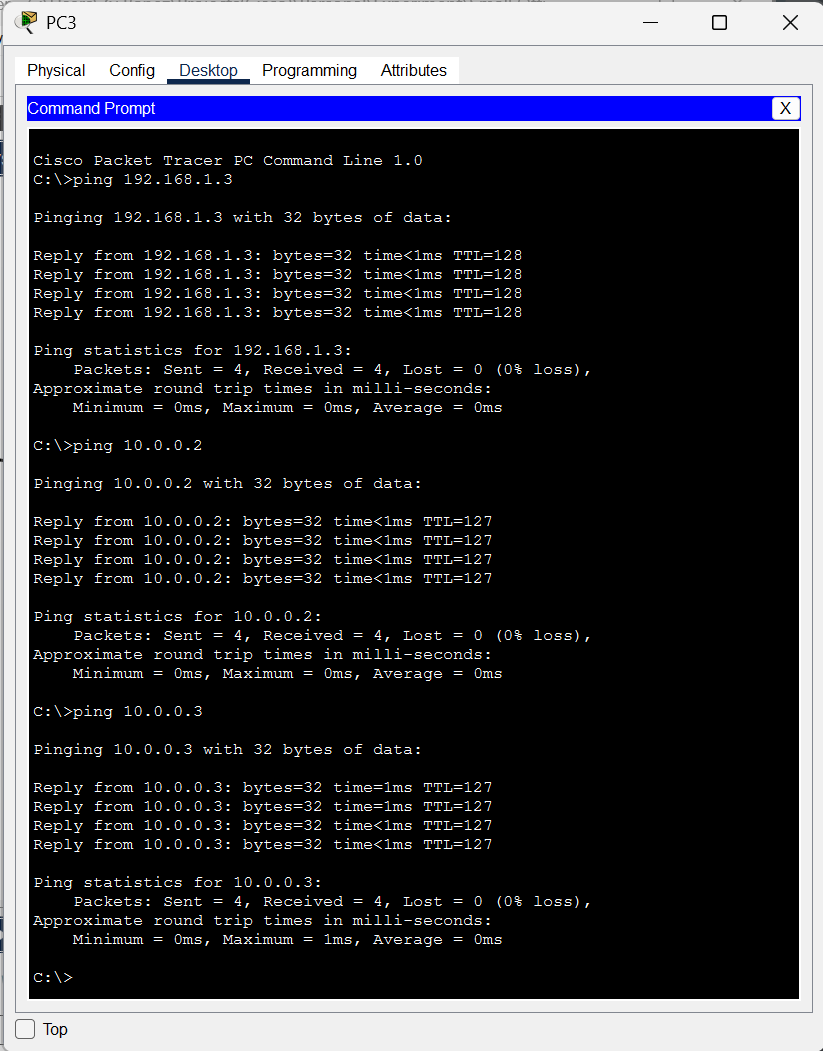 PC3
Physical Config Desktop Programming Attributes
Command Prompt X
Cisco Packet Tracer PC Command Line 1.0
C:\>ping 192.168.1.3
Pinging 192.168.1.3 with 32 bytes of data:
Reply from 192.168.1.3: bytes=32 time<1ms TTL=128
Reply from 192.168.1.3: bytes=32 time<1ms TTL=128
Reply from 192.168.1.3: bytes=32 time<1ms TTL=128
Reply from 192.168.1.3: bytes=32 time<1ms TTL=128
Ping statistics for 192.168.1.3:
Packets: Sent = 4, Received = 4, Lost = 0 (0% loss),
Approximate round trip times in milli-seconds:
Minimum = 0ms, Maximum = 0ms, Average = 0ms
C:\>ping 10.0.0.2
Pinging 10.0.0.2 with 32 bytes of data:
Reply from 10.0.0.2: bytes=32 time<1ms TTL=127
Reply from 10.0.0.2: bytes=32 time<1ms TTL=127
Reply from 10.0.0.2: bytes=32 time<1ms TTL=127
Reply from 10.0.0.2: bytes=32 time<1ms TTL=127
Ping statistics for 10.0.0.2:
Packets: Sent = 4, Received = 4, Lost = 0 (0% loss),
Approximate round trip times in milli-seconds:
Minimum = 0ms, Maximum = 0ms, Average = 0ms
C:\>ping 10.0.0.3
Pinging 10.0.0.3 with 32 bytes of data:
Reply from 10.0.0.3: bytes=32 time=1ms TTL=127
Reply from 10.0.0.3: bytes=32 time=1ms TTL=127
Reply from 10.0.0.3: bytes=32 time<1ms TTL=127
Reply from 10.0.0.3: bytes=32 time<1ms TTL=127
Ping statistics for 10.0.0.3:
Packets: Sent = 4, Received = 4, Lost = 0 (0% loss),
Approximate round trip times in milli-seconds:
Minimum = 0ms, Maximum = 1ms, Average = 0ms
C:\>
Top